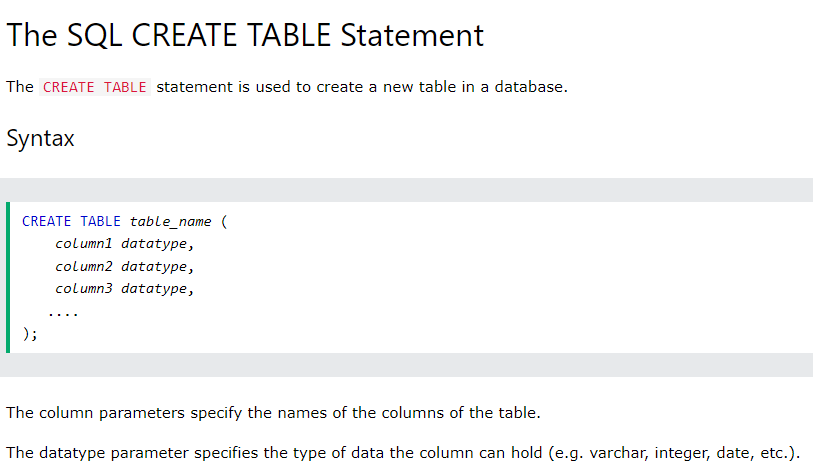 The SQL CREATE TABLE Statement
The CREATE TABLE statement is used to create a new table in a database.
Syntax
CREATE TABLE table_name (
    column1 datatype,
    column2 datatype,
    column3 datatype,
   ....
);
The column parameters specify the names of the columns of the table.
The datatype parameter specifies the type of data the column can hold (e.g. varchar, integer, date, etc.).